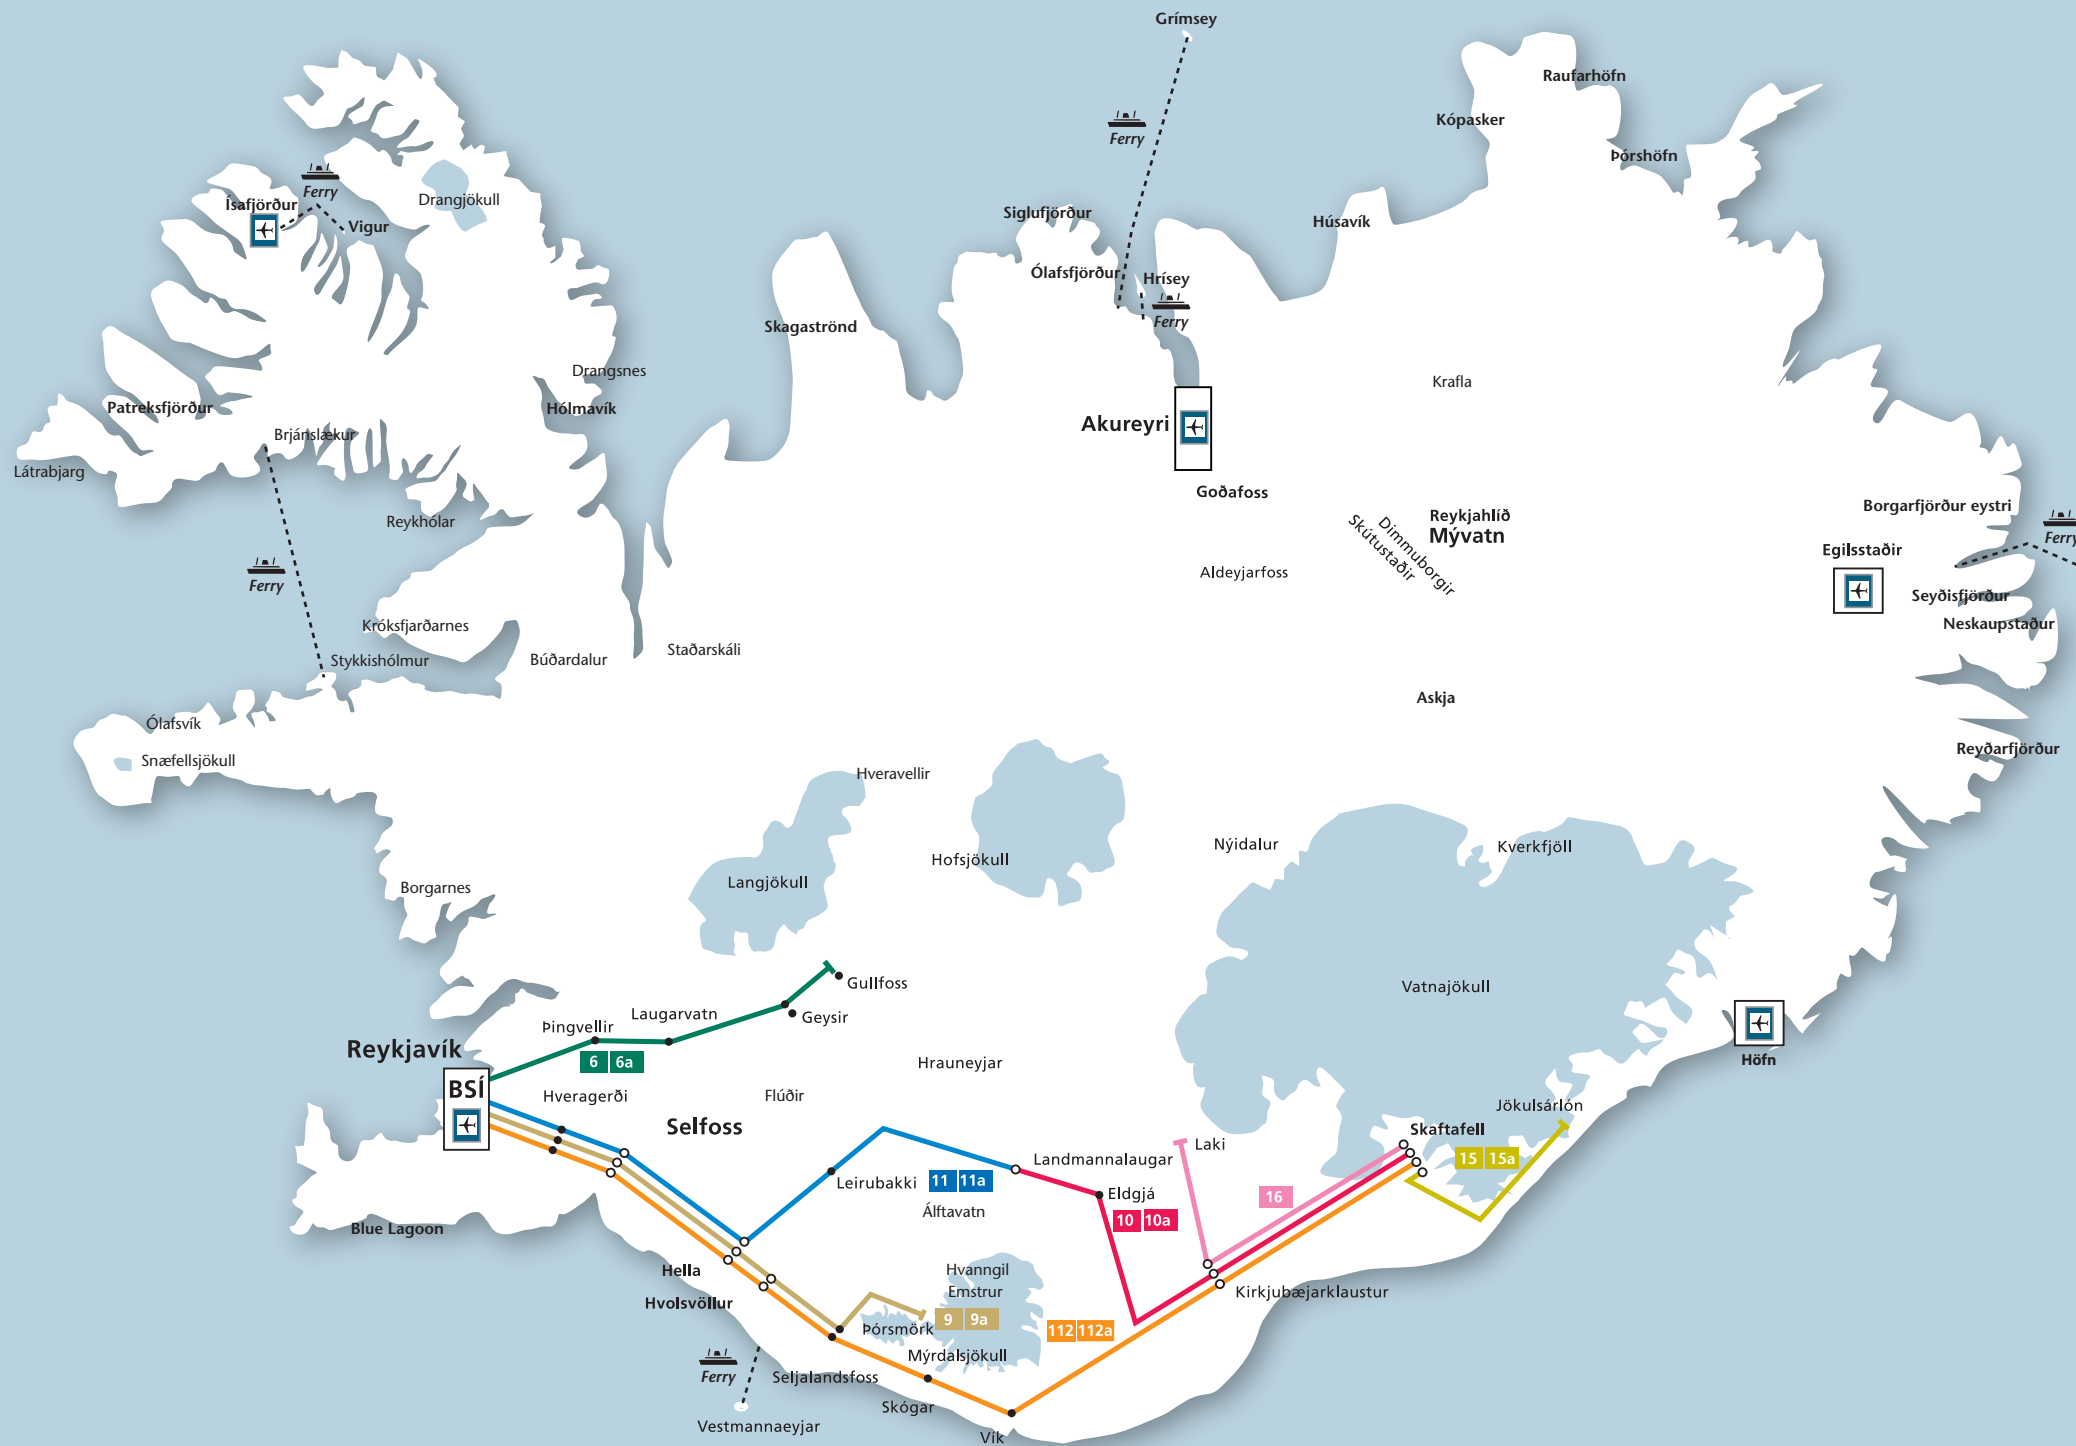 Grímsey
Raufarhöfn
Kópasker
Ferry
Þórshöfn
Ferry
Drangjökull
Ísafjörður
Vigur
Siglufjörður
Húsavík
Ólafsfjörður
Hrísey
Ferry
Skagaströnd
Drangsnes
Krafla
Patreksfjörður
Hólmavík
Akureyri
Brjánslækur
Látrabjarg
Goðafoss
Borgarfjörður eystri
Reykhólar
Reykjahlíð
Mývatn
Dimmuborgir
Skútustaðir
Ferry
Egilsstaðir
Aldeyjarfoss
Ferry
Seyðisfjörður
Króksfjarðarnes
Neskaupstaður
Stykkishólmur
Búðardalur
Staðarskáli
Askja
Ólafsvík
Reyðarfjörður
Snæfellsjökull
Hveravellir
Nýidalur
Kverkfjöll
Hofsjökull
Langjökull
Borgarnes
Gullfoss
Vatnajökull
Laugarvatn
Geysir
Þingvellir
Reykjavík
6 6a
Hrauneyjar
Höfn
BSÍ
Hveragerði
Flúðir
Jökulsárlón
Selfoss
Skaftafell
Laki
Landmannalaugar
15 15a
Leirubakki
11 11a
Eldgjá
16
Álftavatn
10 10a
Blue Lagoon
Hella
Hvanngil
Emstrur
Kirkjubæjarklaustur
Hvolsvöllur
9 9a
Þórsmörk
112 112a
Mýrdalsjökull
Ferry
Seljalandsfoss
Skógar
Vestmannaeyjar
Vík